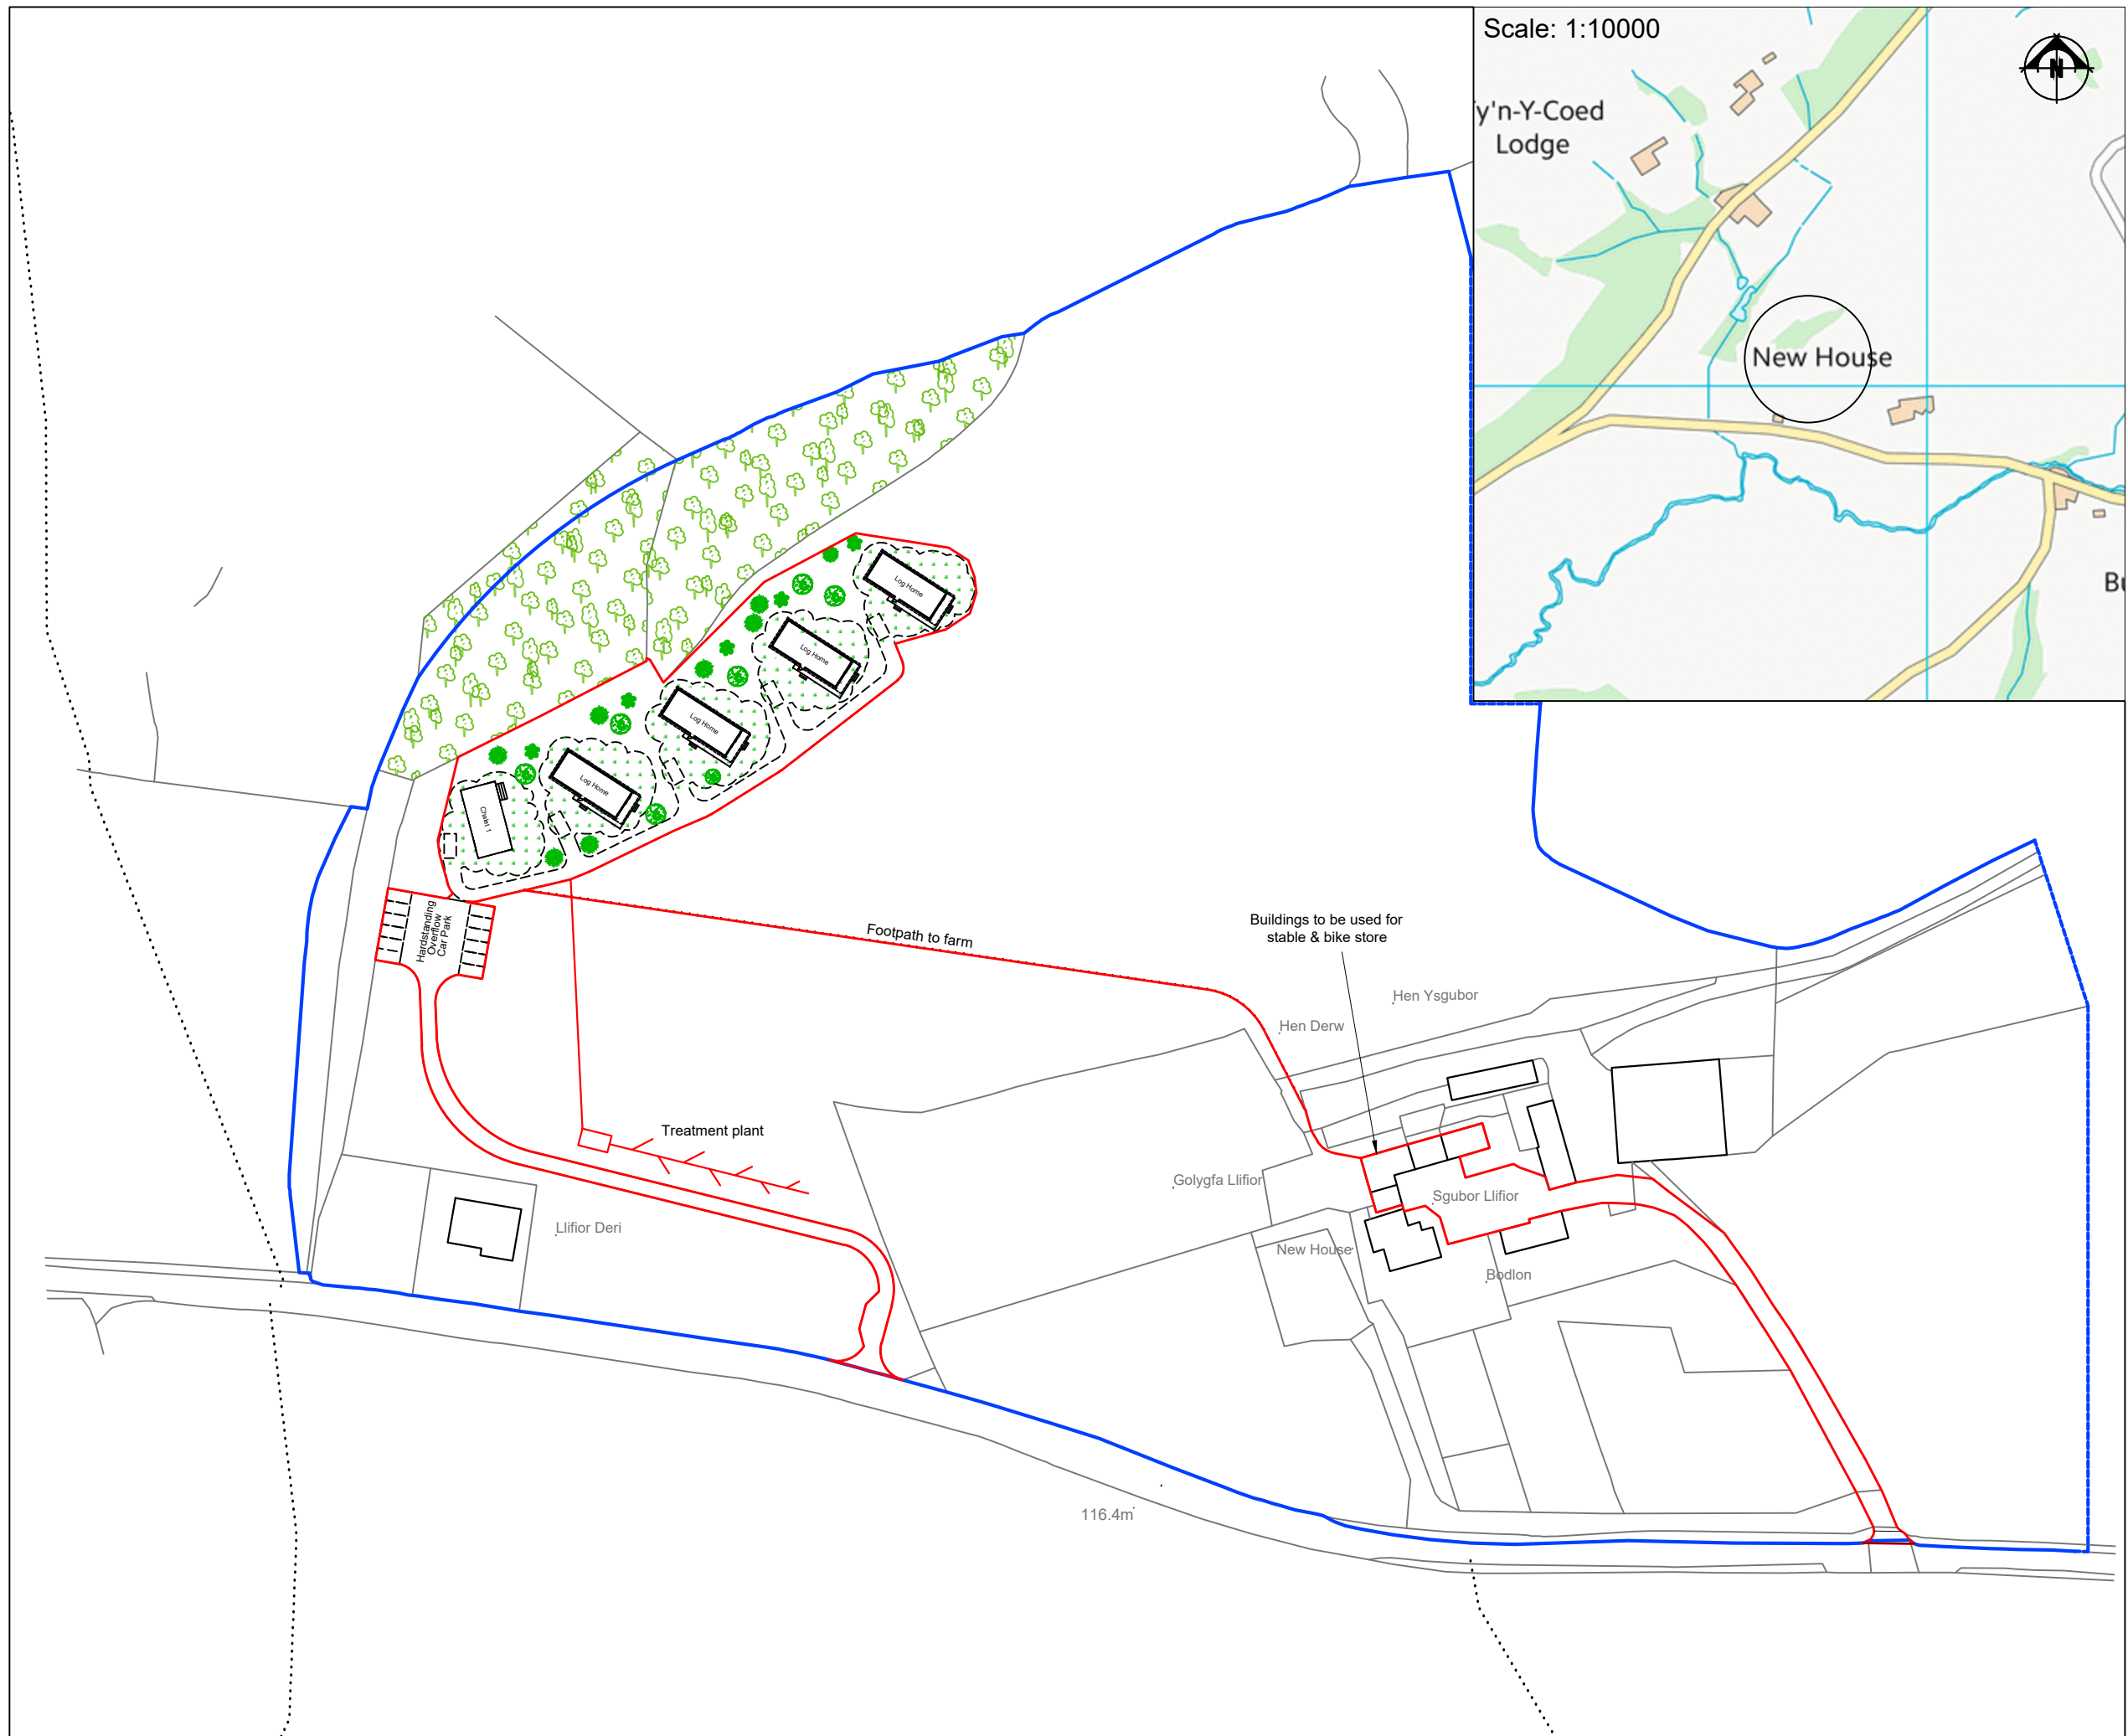 Scale: 1:10000
N
y'n-Y-Coed
Lodge
New House
Log Home
Log Home
Log Home
Log Home
Chalet 1
Hardstanding
Overflow
Car Park
Footpath to farm
Buildings to be used for
stable & bike store
Hen Ysgubor
Hen Derw
Treatment plant
Golygfa Llifior
Sgubor Llifior
Llifior Deri
New House
Bodlon
116.4m